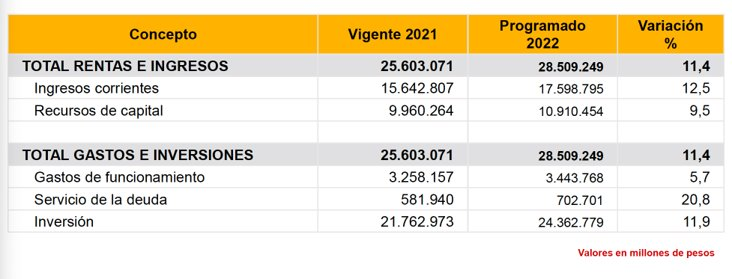 Concepto Vigente 2021 Programado 2022 Variación %
TOTAL RENTAS E INGRESOS 25.603.071 28.509.249 11,4
Ingresos corrientes 15.642.807 17.598.795 12,5
Recursos de capital 9.960.264 10.910.454 9,5
TOTAL GASTOS E INVERSIONES 25.603.071 28.509.249 11,4
Gastos de funcionamiento 3.258.157 3.443.768 5,7
Servicio de la deuda 581.940 702.701 20,8
Inversión 21.762.973 24.362.779 11,9
Valores en millones de pesos